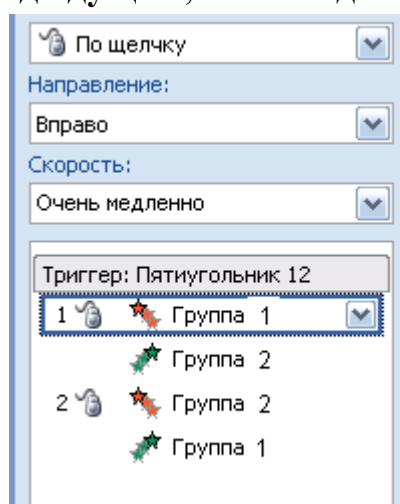 По щелчку
Направление:
Вправо
Скорость:
Очень медленно
Триггер: Пятиугольник 12
1 Группа 1
Группа 2
2 Группа 2
Группа 1